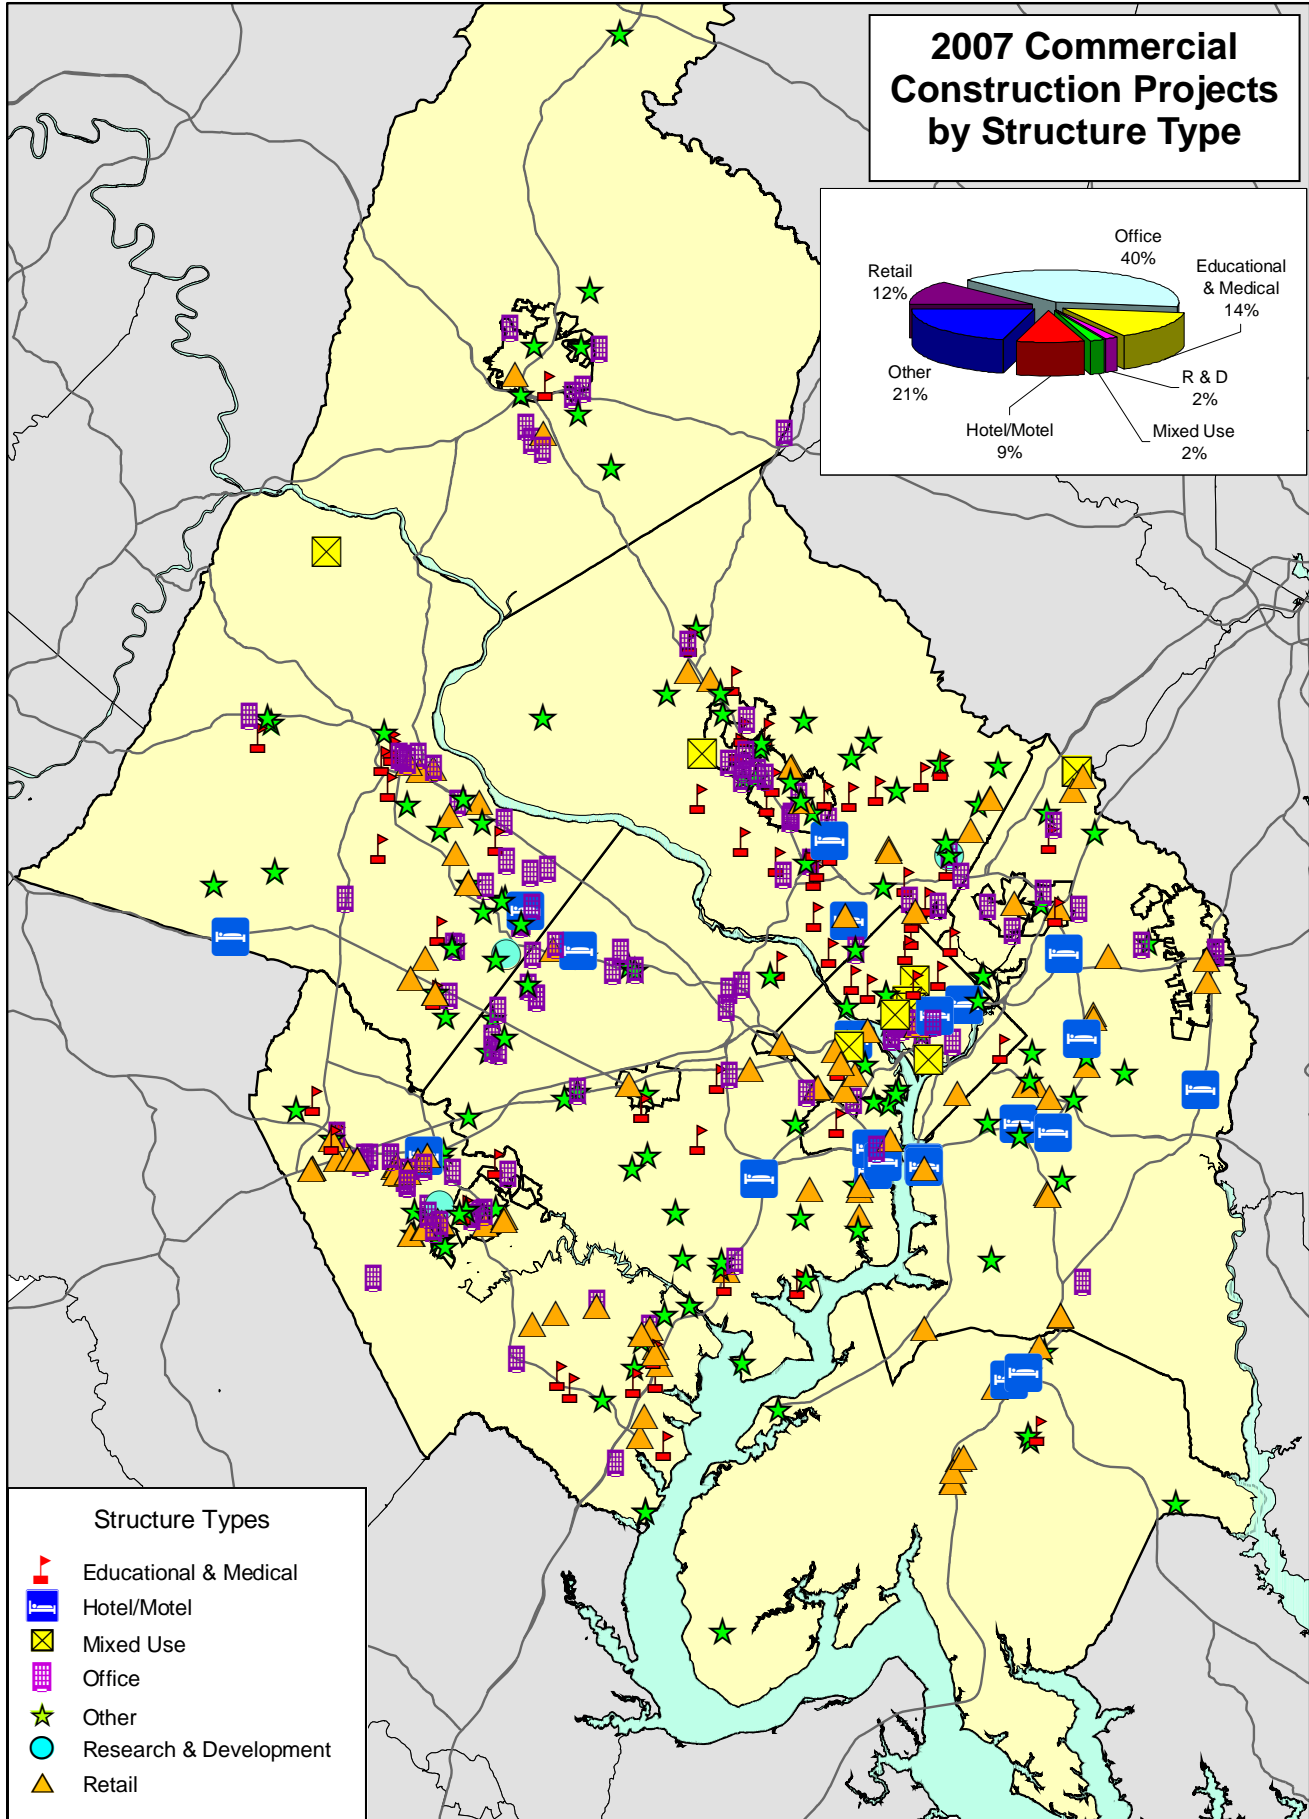 2007 Commercial
Construction Projects
by Structure Type
Office
40%
Retail
12%
Educational
& Medical
14%
Other
21%
R & D
2%
Hotel/Motel
9%
Mixed Use
2%
Structure Types
Educational & Medical
Hotel/Motel
Mixed Use
Office
Other
Research & Development
Retail